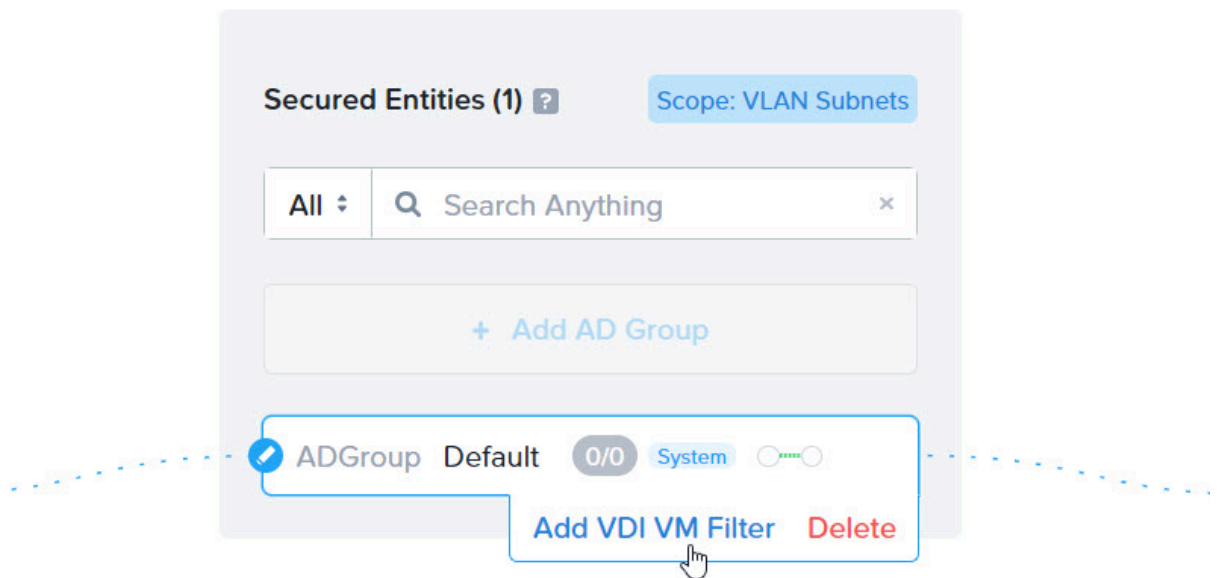 Secured Entities (1) ? Scope: VLAN Subnets
All Search Anything ×
+ Add AD Group
ADGroup Default 0/0 System
Add VDI VM Filter Delete